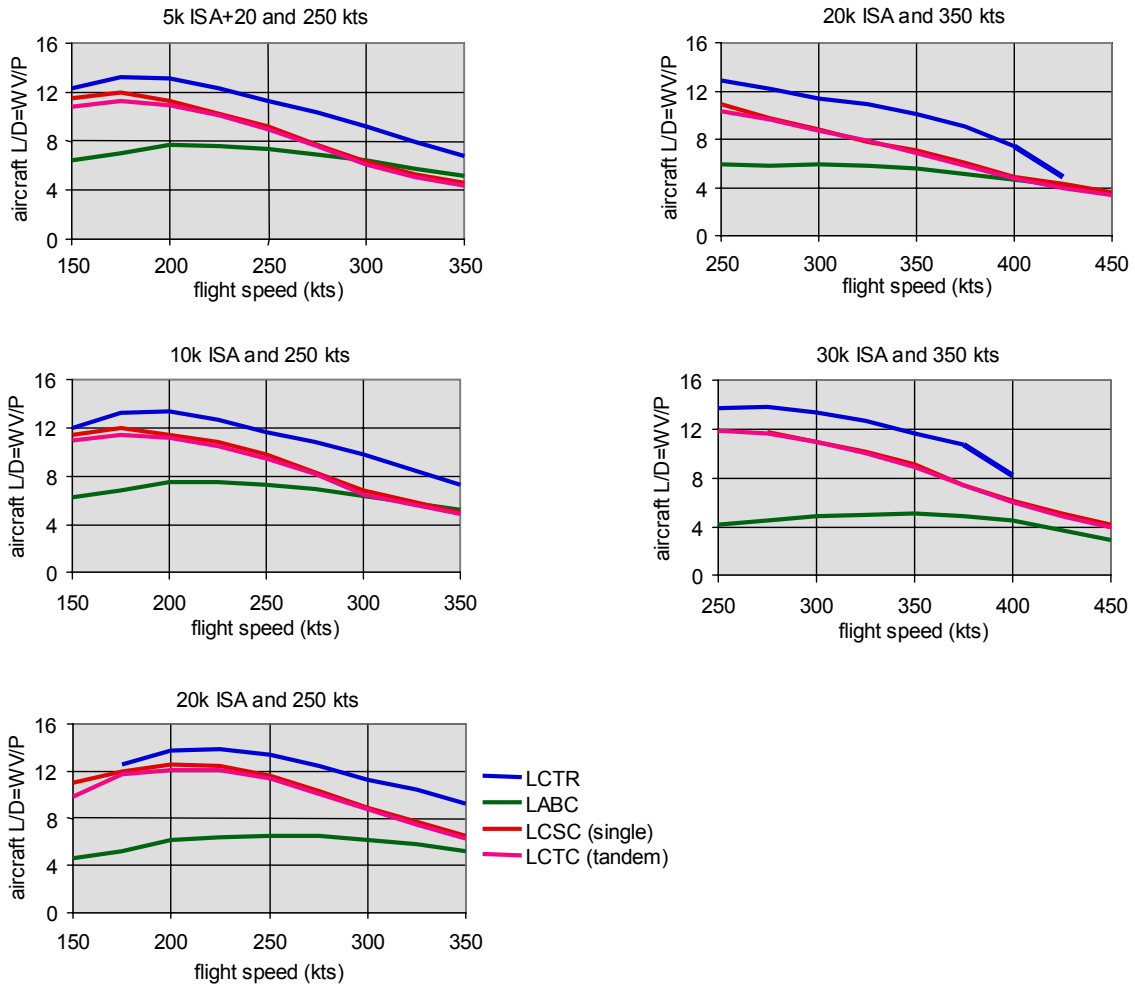 5k ISA+20 and 250 kts
aircraft L/D=WV/P
16
12
8
4
0
150 200 250 300 350
flight speed (kts)
20k ISA and 350 kts
aircraft L/D=WV/P
16
12
8
4
0
250 300 350 400 450
flight speed (kts)
10k ISA and 250 kts
aircraft L/D=WV/P
16
12
8
4
0
150 200 250 300 350
flight speed (kts)
30k ISA and 350 kts
aircraft L/D=WV/P
16
12
8
4
0
250 300 350 400 450
flight speed (kts)
20k ISA and 250 kts
aircraft L/D=WV/P
16
12
8
4
0
150 200 250 300 350
flight speed (kts)
LCTR
LABC
LCSC (single)
LCTC (tandem)